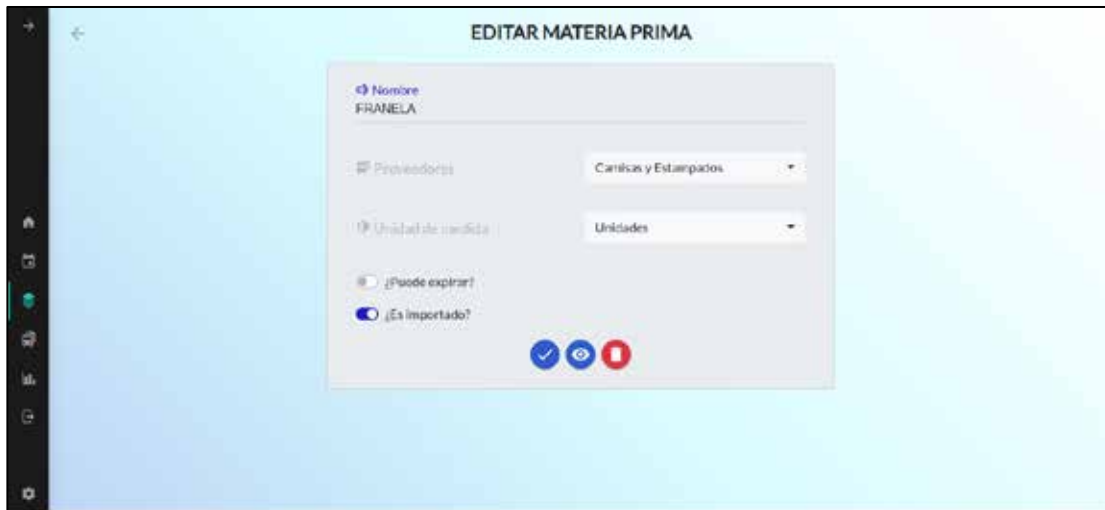 EDITAR MATERIA PRIMA
Nombre
FRANELA
Proveedores
Camisas y Estampados
Unidad de medida
Unidades
¿Puede expirar?
¿Es importado?